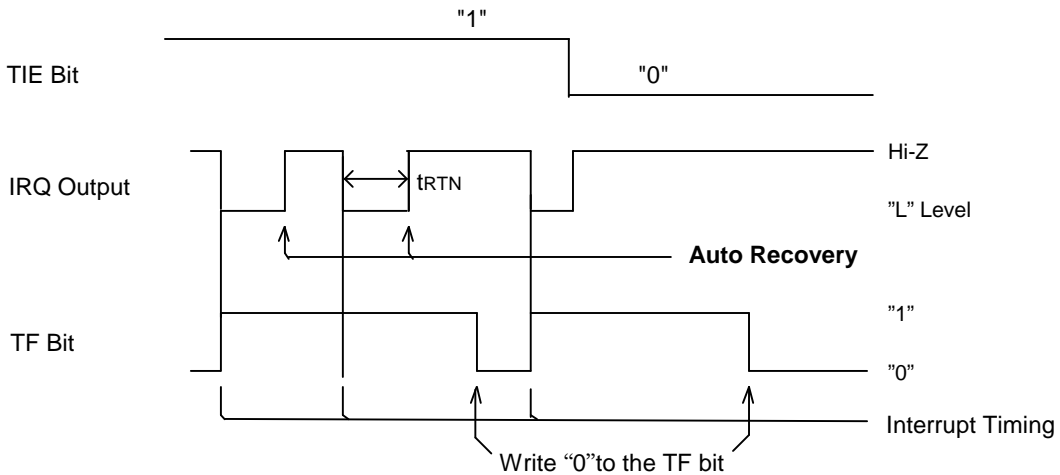 "1"
TIE Bit
"0"
Hi-Z
IRQ Output
tRTN
”L” Level
Auto Recovery
”1”
TF Bit
”0”
Interrupt Timing
Write “0”to the TF bit